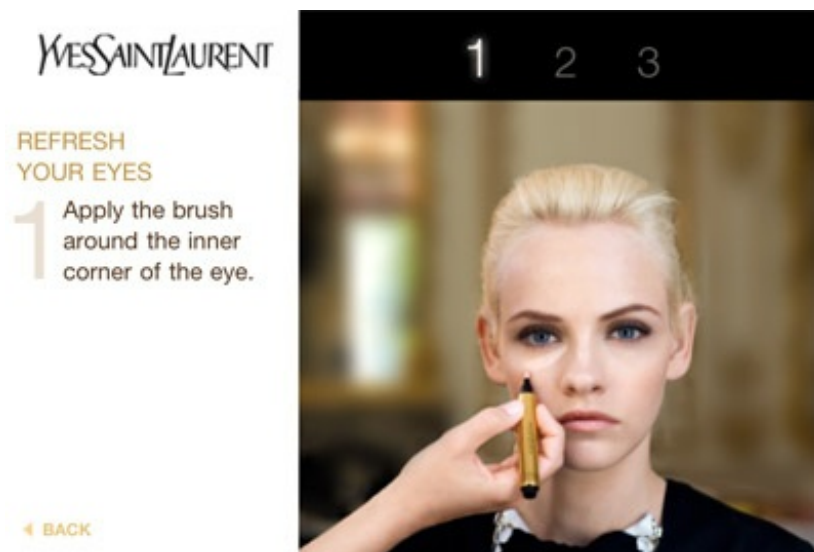 YVESSAINTLAURENT
1 2 3
REFRESH
YOUR EYES
1
Apply the brush
around the inner
corner of the eye.
BACK